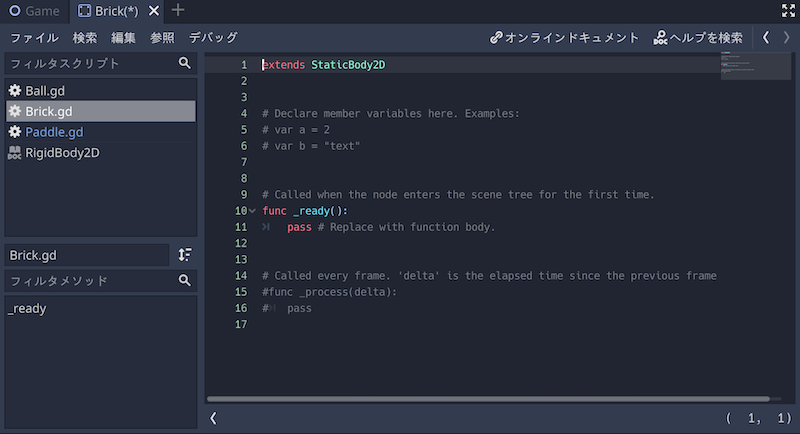 Game Brick(*)
ファイル 検索 編集 参照 デバッグ オンラインドキュメント ヘルプを検索
フィルタスクリプト
Ball.gd
Brick.gd
Paddle.gd
RigidBody2D
Brick.gd
フィルタメソッド
_ready
1 extends StaticBody2D
2
3
4 # Declare member variables here. Examples:
5 # var a = 2
6 # var b = "text"
7
8
9 # Called when the node enters the scene tree for the first time.
10 func _ready():
11 pass # Replace with function body.
12
13
14 # Called every frame. 'delta' is the elapsed time since the previous frame
15 #func _process(delta):
16 # pass
17
( 1, 1)